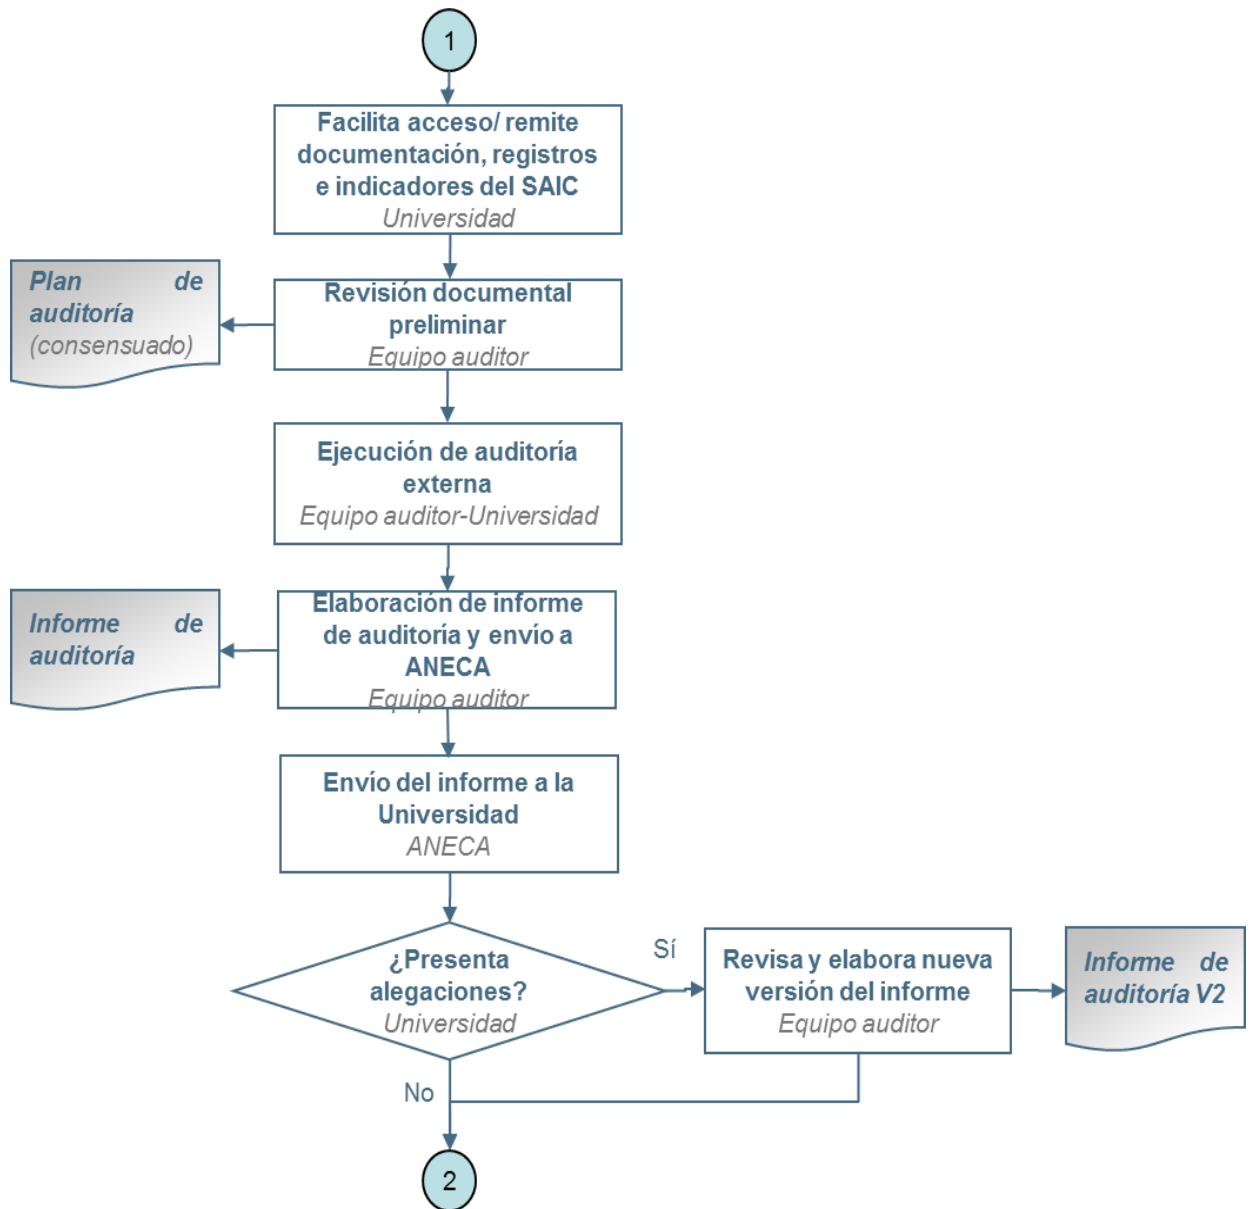 1
Facilita acceso/ remite
documentación, registros
e indicadores del SAIC
Universidad
Plan de
auditoría
(consensuado)
Revisión documental
preliminar
Equipo auditor
Ejecución de auditoría
externa
Equipo auditor-Universidad
Informe de
auditoría
Elaboración de informe
de auditoría y envío a
ANECA
Equipo auditor
Envío del informe a la
Universidad
ANECA
¿Presenta
alegaciones?
Universidad
Sí
Revisa y elabora nueva
versión del informe
Equipo auditor
Informe de
auditoría V2
No
2